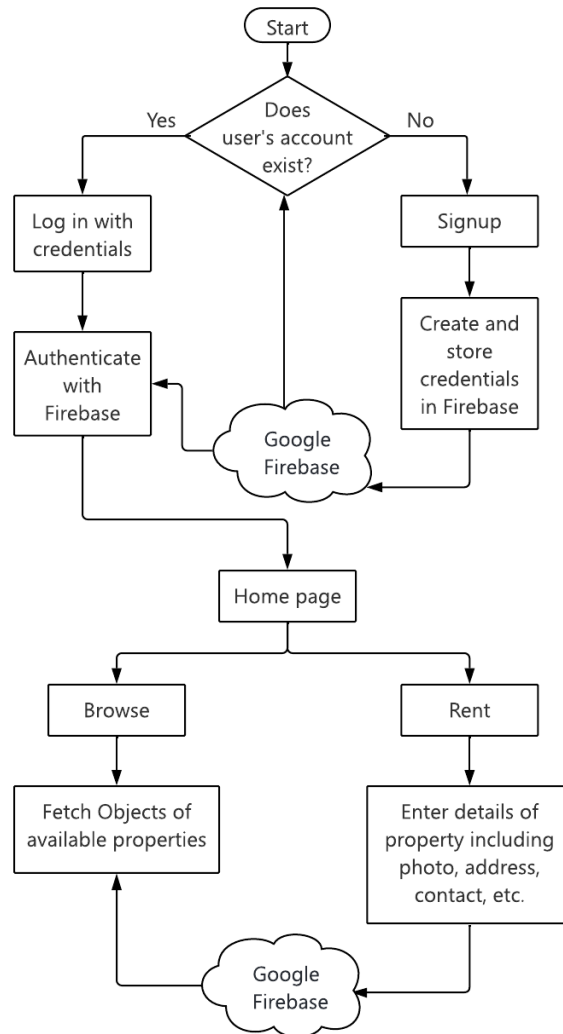 Start
Does
user's account
exist?
Yes
No
Log in with
credentials
Signup
Authenticate
with
Firebase
Create and
store
credentials
in Firebase
Google
Firebase
Home page
Browse
Rent
Fetch Objects of
available properties
Enter details of
property including
photo, address,
contact, etc.
Google
Firebase